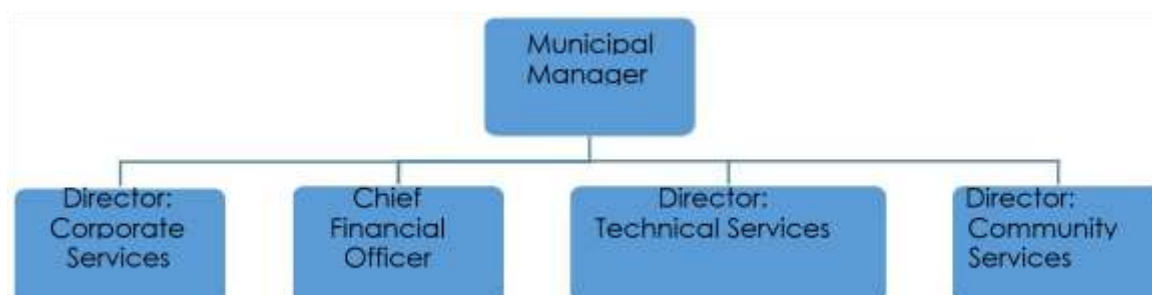 Municipal
Manager
Director:
Corporate
Services
Chief
Financial
Officer
Director:
Technical Services
Director:
Community
Services